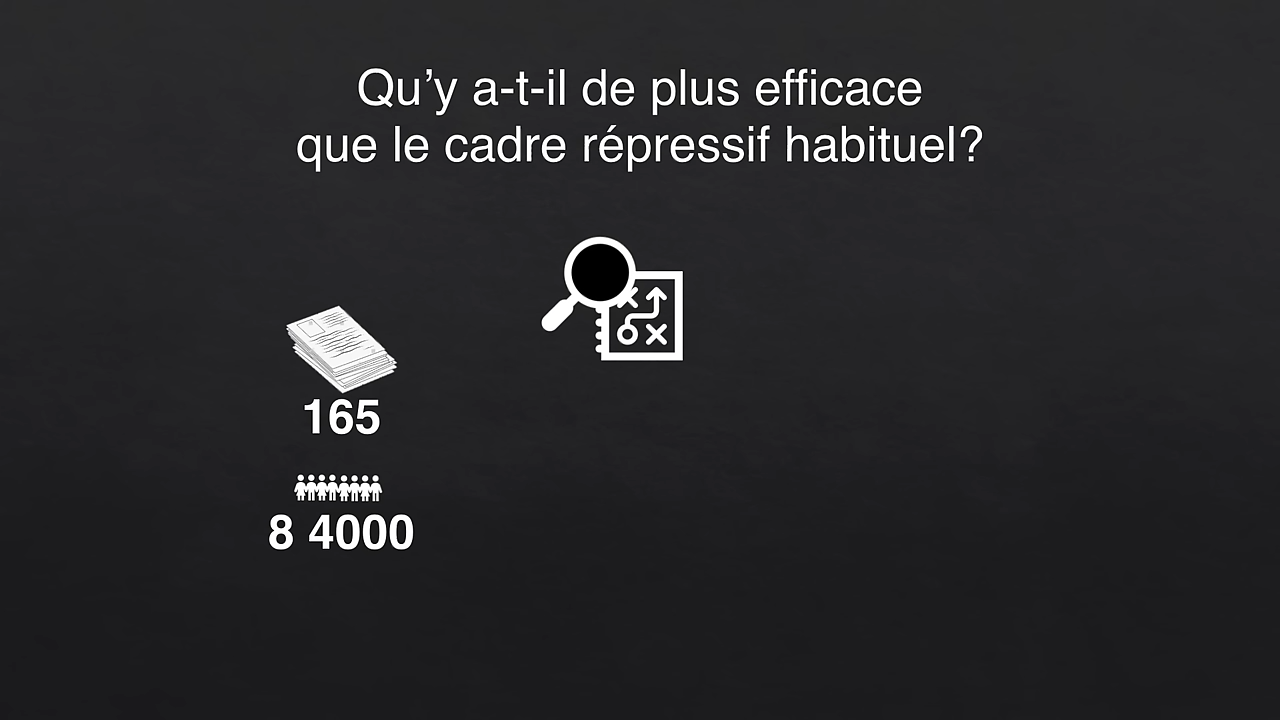 Qu’y a-t-il de plus efficace
que le cadre répressif habituel?
165
8 4000